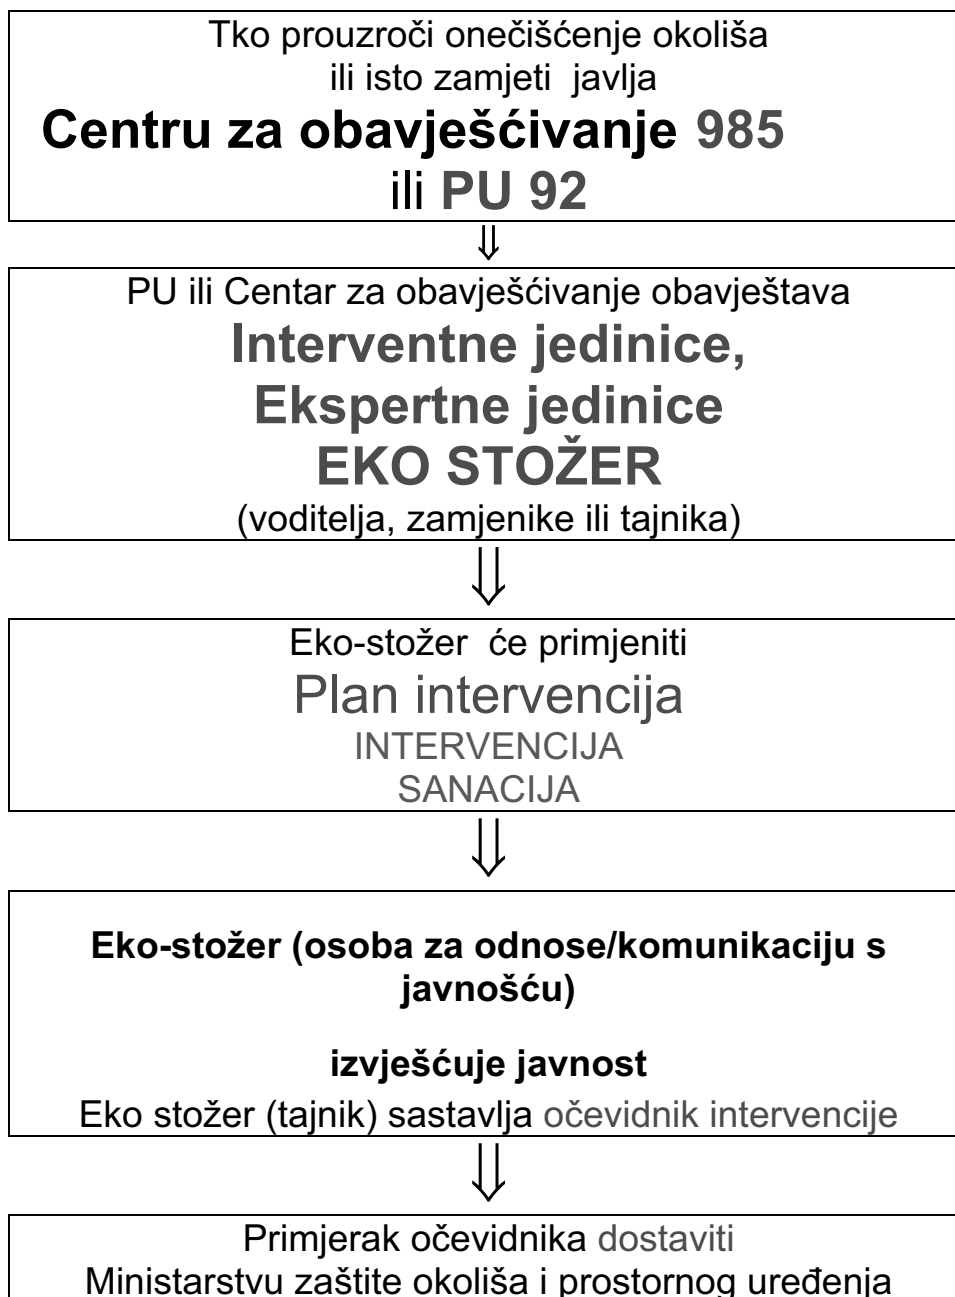 Tko prouzroči onečišćenje okoliša
ili isto zamjeti javlja
Centru za obavješćivanje 985
ili PU 92
⇓
PU ili Centar za obavješćivanje obavještava
Interventne jedinice,
Ekspertne jedinice
EKO STOŽER
(voditelja, zamjenike ili tajnika)
⇓
Eko-stožer će primjeniti
Plan intervencija
INTERVENCIJA
SANACIJA
⇓
Eko-stožer (osoba za odnose/komunikaciju s
javnošću)
izvješćuje javnost
Eko stožer (tajnik) sastavlja očevidnik intervencije
⇓
Primjerak očevidnika dostaviti
Ministarstvu zaštite okoliša i prostornog uređenja